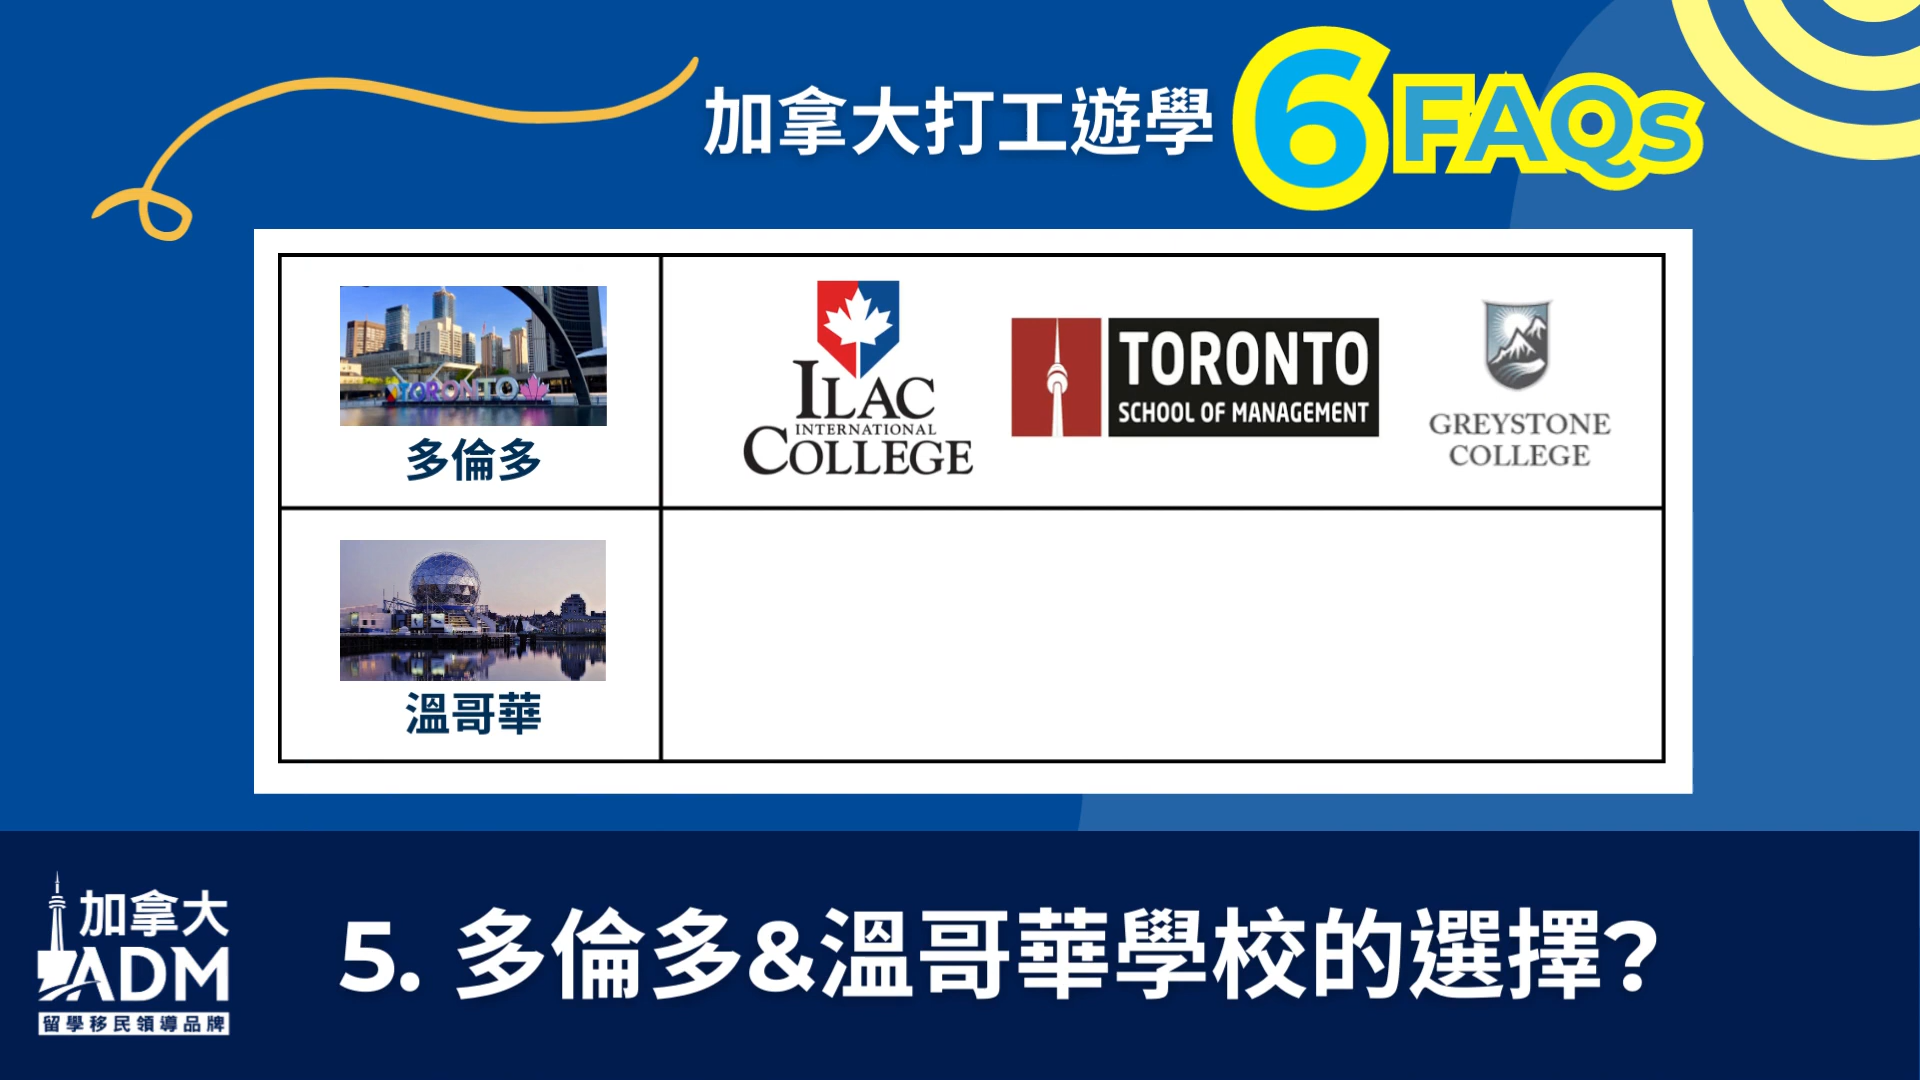 加拿大打工遊學 6 FAQs
TORONTO
多倫多
ILAC
INTERNATIONAL
COLLEGE
TORONTO
SCHOOL OF MANAGEMENT
GREYSTONE
COLLEGE
溫哥華
加拿大
ADM
留學移民領導品牌
5. 多倫多&溫哥華學校的選擇?